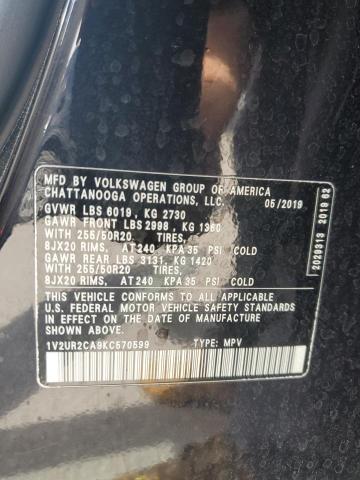 MFD BY VOLKSWAGEN GROUP OF AMERICA
CHATTANOOGA OPERATIONS, LLC. 05/2019
GVWR LBS 6019, KG 2730
GAWR FRONT LBS 2998, KG 1360
WITH 255/50R20 TIRES,
8JX20 RIMS, AT 240 KPA 35 PSI COLD
GAWR REAR LBS 3131, KG 1420
WITH 255/50R20 TIRES,
8JX20 RIMS, AT 240 KPA 35 PSI COLD
THIS VEHICLE CONFORMS TO ALL APPLICABLE
U.S. FEDERAL MOTOR VEHICLE SAFETY STANDARDS
IN EFFECT ON THE DATE OF MANUFACTURE
SHOWN ABOVE.
1V2UR2CA9KC570599 TYPE: MPV
2029313 2019 62